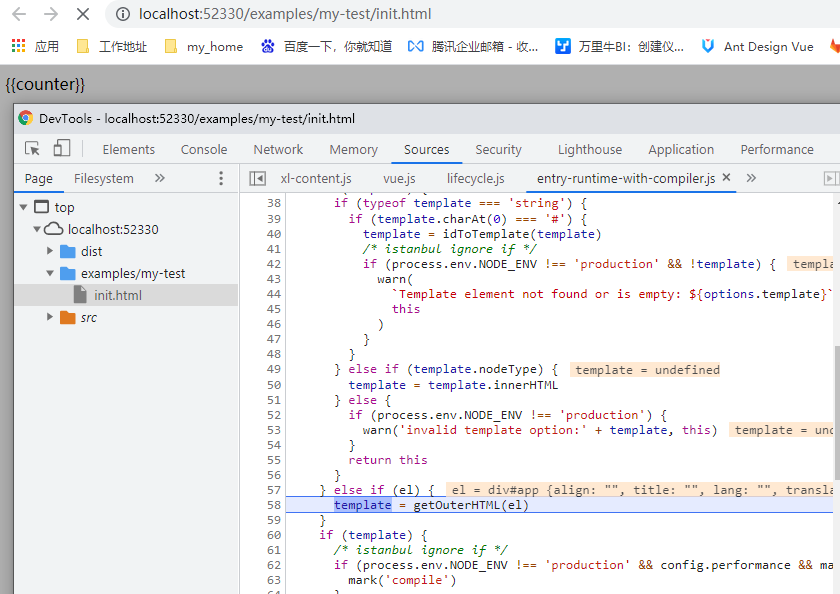 localhost:52330/examples/my-test/init.html
应用 工作地址 my_home 百度一下，你就知道 腾讯企业邮箱 - 收... 万里牛BI：创建仪... Ant Design Vue
{{counter}}
DevTools - localhost:52330/examples/my-test/init.html
Elements Console Network Memory Sources Security Lighthouse Application Performance
Page Filesystem » xl-content.js vue.js lifecycle.js entry-runtime-with-compiler.js × »
top
localhost:52330
dist
examples/my-test
init.html
src
38 if (typeof template === 'string') {
39 if (template.charAt(0) === '#') {
40 template = idToTemplate(template)
41 /* istanbul ignore if */
42 if (process.env.NODE_ENV !== 'production' && !template) { templa
43 warn(
44 `Template element not found or is empty: ${options.template}`
45 this
46 )
47 }
48 }
49 } else if (template.nodeType) { template = undefined
50 template = template.innerHTML
51 } else {
52 if (process.env.NODE_ENV !== 'production') {
53 warn('invalid template option:' + template, this) template = und
54 }
55 return this
56 }
57 } else if (el) { el = div#app {align: "", title: "", lang: "", transla
58 template = getOuterHTML(el)
59 }
60 if (template) {
61 /* istanbul ignore if */
62 if (process.env.NODE_ENV !== 'production' && config.performance && ma
63 mark('compile')